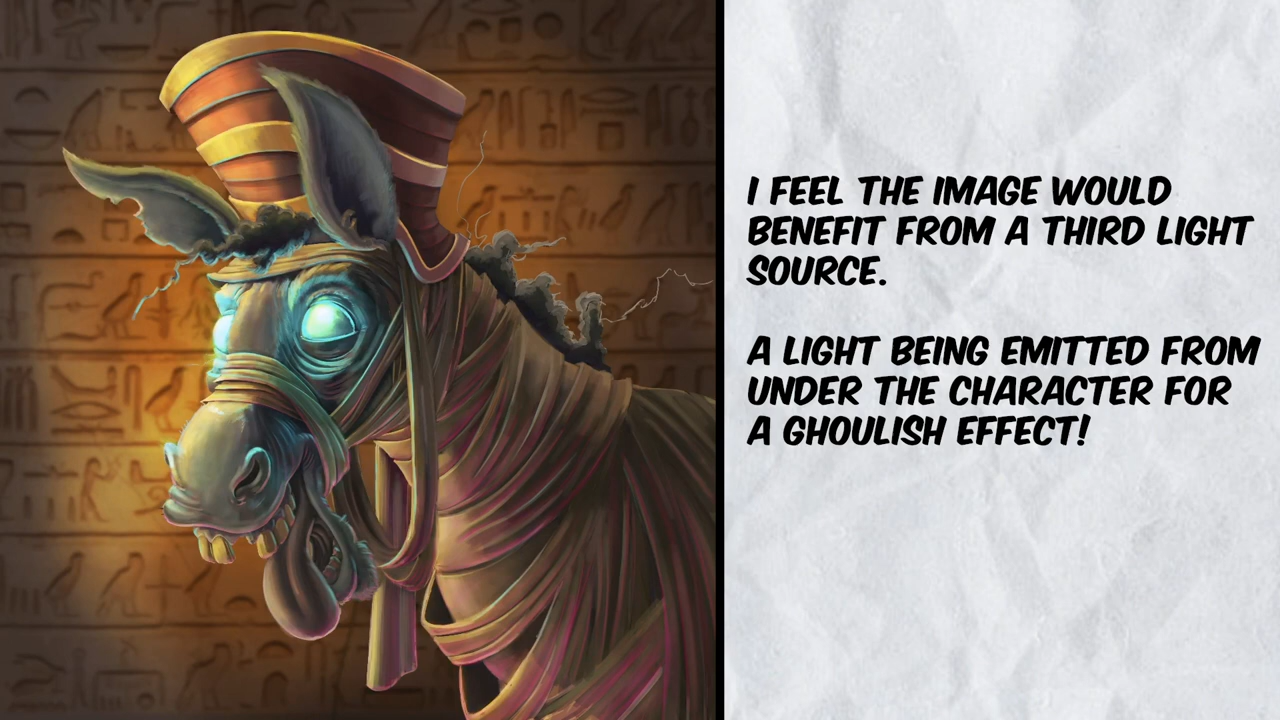 I FEEL THE IMAGE WOULD
BENEFIT FROM A THIRD LIGHT
SOURCE.
A LIGHT BEING EMITTED FROM
UNDER THE CHARACTER FOR
A GHOULISH EFFECT!